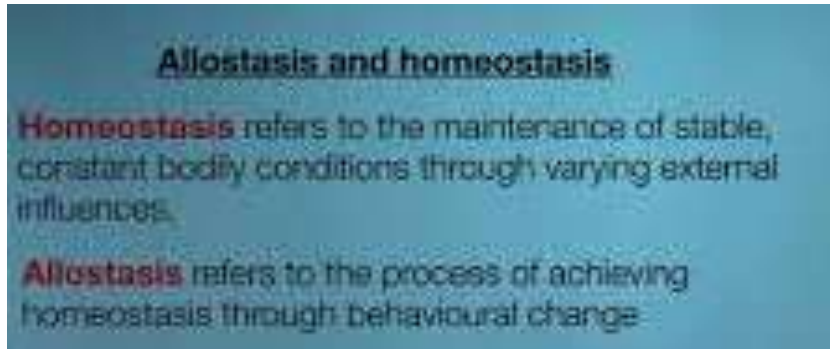 Allostasis and homeostasis
Homeostasis refers to the maintenance of stable,
constant bodily conditions through varying external
influences.
Allostasis refers to the process of achieving
homeostasis through behavioural change